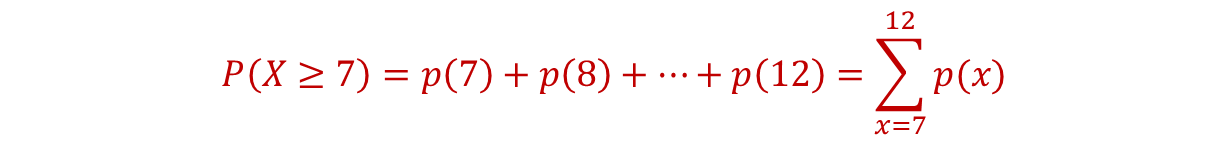 P(X ≥ 7) = p(7) + p(8) + ⋯ + p(12) = ∑_{x=7}^{12} p(x)